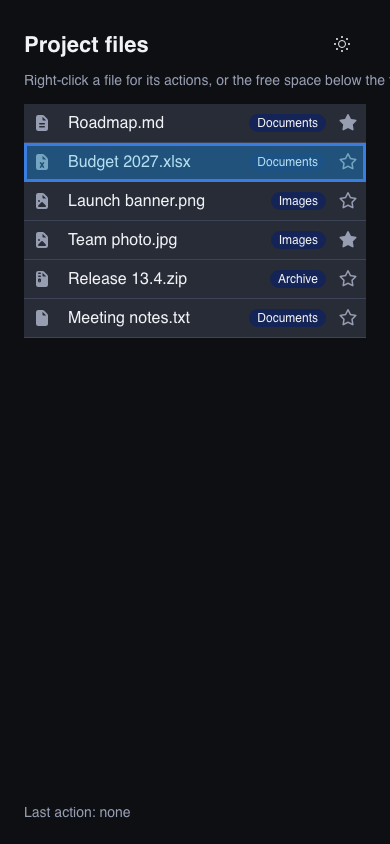 Project files
Right-click a file for its actions, or the free space below the
Roadmap.md Documents
Budget 2027.xlsx Documents
Launch banner.png Images
Team photo.jpg Images
Release 13.4.zip Archive
Meeting notes.txt Documents
Last action: none